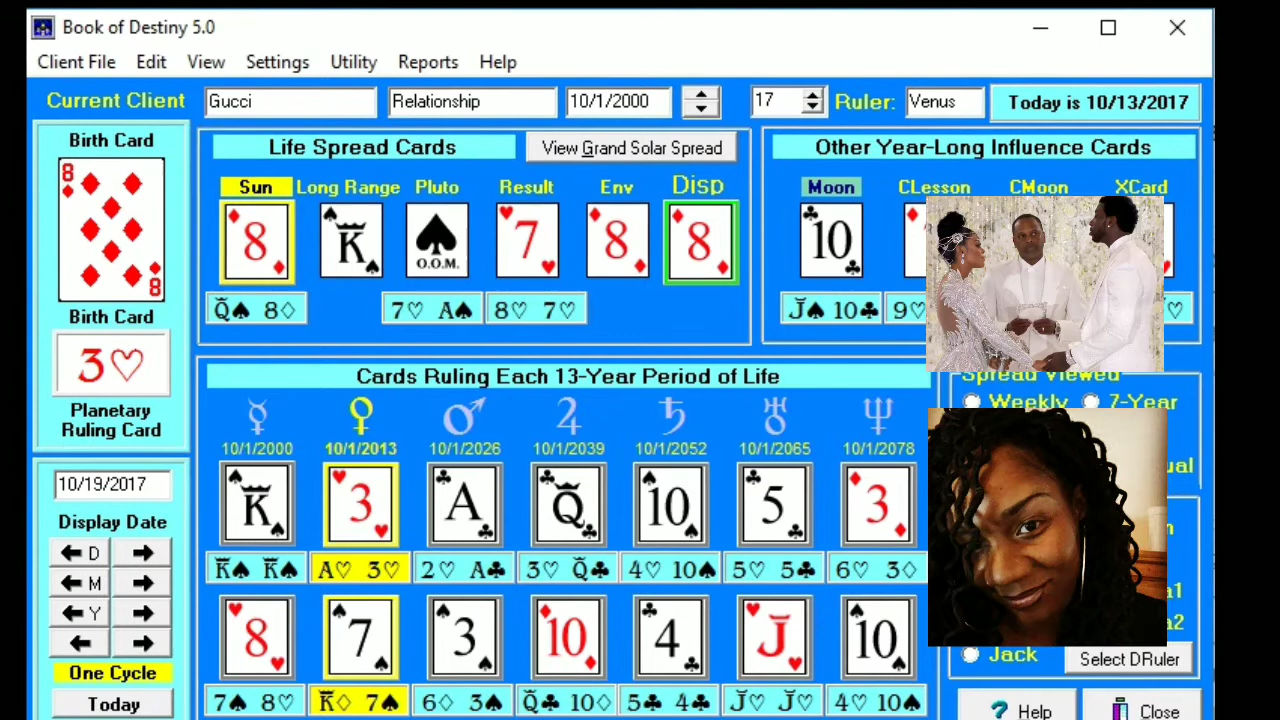 Book of Destiny 5.0
Client File Edit View Settings Utility Reports Help
Current Client Gucci Relationship 10/1/2000 17 Ruler: Venus Today is 10/13/2017
Birth Card
8
8
Birth Card
3♡
Planetary
Ruling Card
Life Spread Cards View Grand Solar Spread
Sun Long Range Pluto Result Env Disp
8♦ K♠ ♠ O.O.M. 7♥ 8♦ 8♦
Q♠ 8♢ 7♡ A♠ 8♡ 7♡
Other Year-Long Influence Cards
Moon CLesson CMoon XCard
10♣
J♠ 10♣ 9♡
Cards Ruling Each 13-Year Period of Life
☿ ♀ ♂ ♃ ♄ ♅ ♆
10/1/2000 10/1/2013 10/1/2026 10/1/2039 10/1/2052 10/1/2065 10/1/2078
K♠ 3♥ A♣ Q♣ 10♠ 5♣ 3♦
K♠ K♠ A♡ 3♡ 2♡ A♣ 3♡ Q♣ 4♡ 10♠ 5♡ 5♣ 6♡ 3♢
8♥ 7♠ 3♠ 10♦ 4♣ J♥ 10♠
7♠ 8♡ K♢ 7♠ 6♢ 3♠ Q♣ 10♢ 5♣ 4♣ J♡ J♡ 4♡ 10♠
10/19/2017
Display Date
D
M
Y
One Cycle
Today
Spread Viewed
Weekly 7-Year
Jack Select DRuler
? Help Close